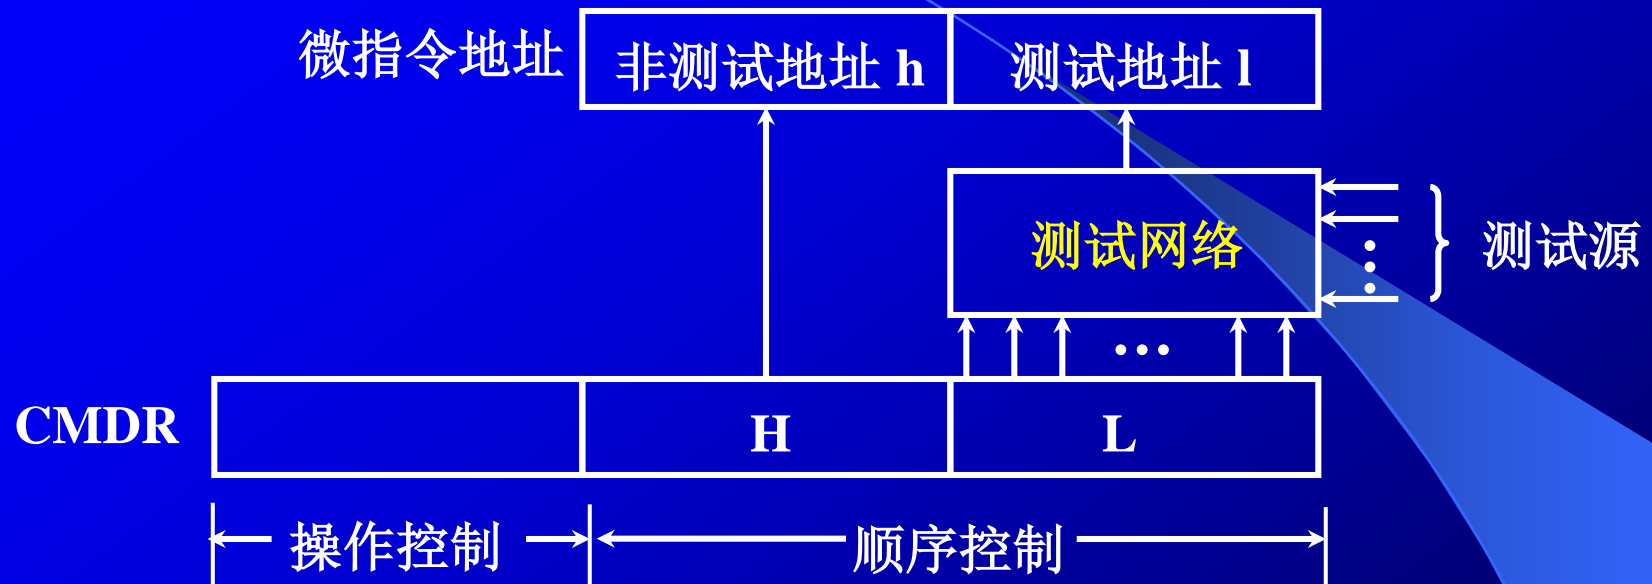 微指令地址
非测试地址 h
测试地址 l
测试网络
测试源
…
CMDR
H
L
操作控制
顺序控制